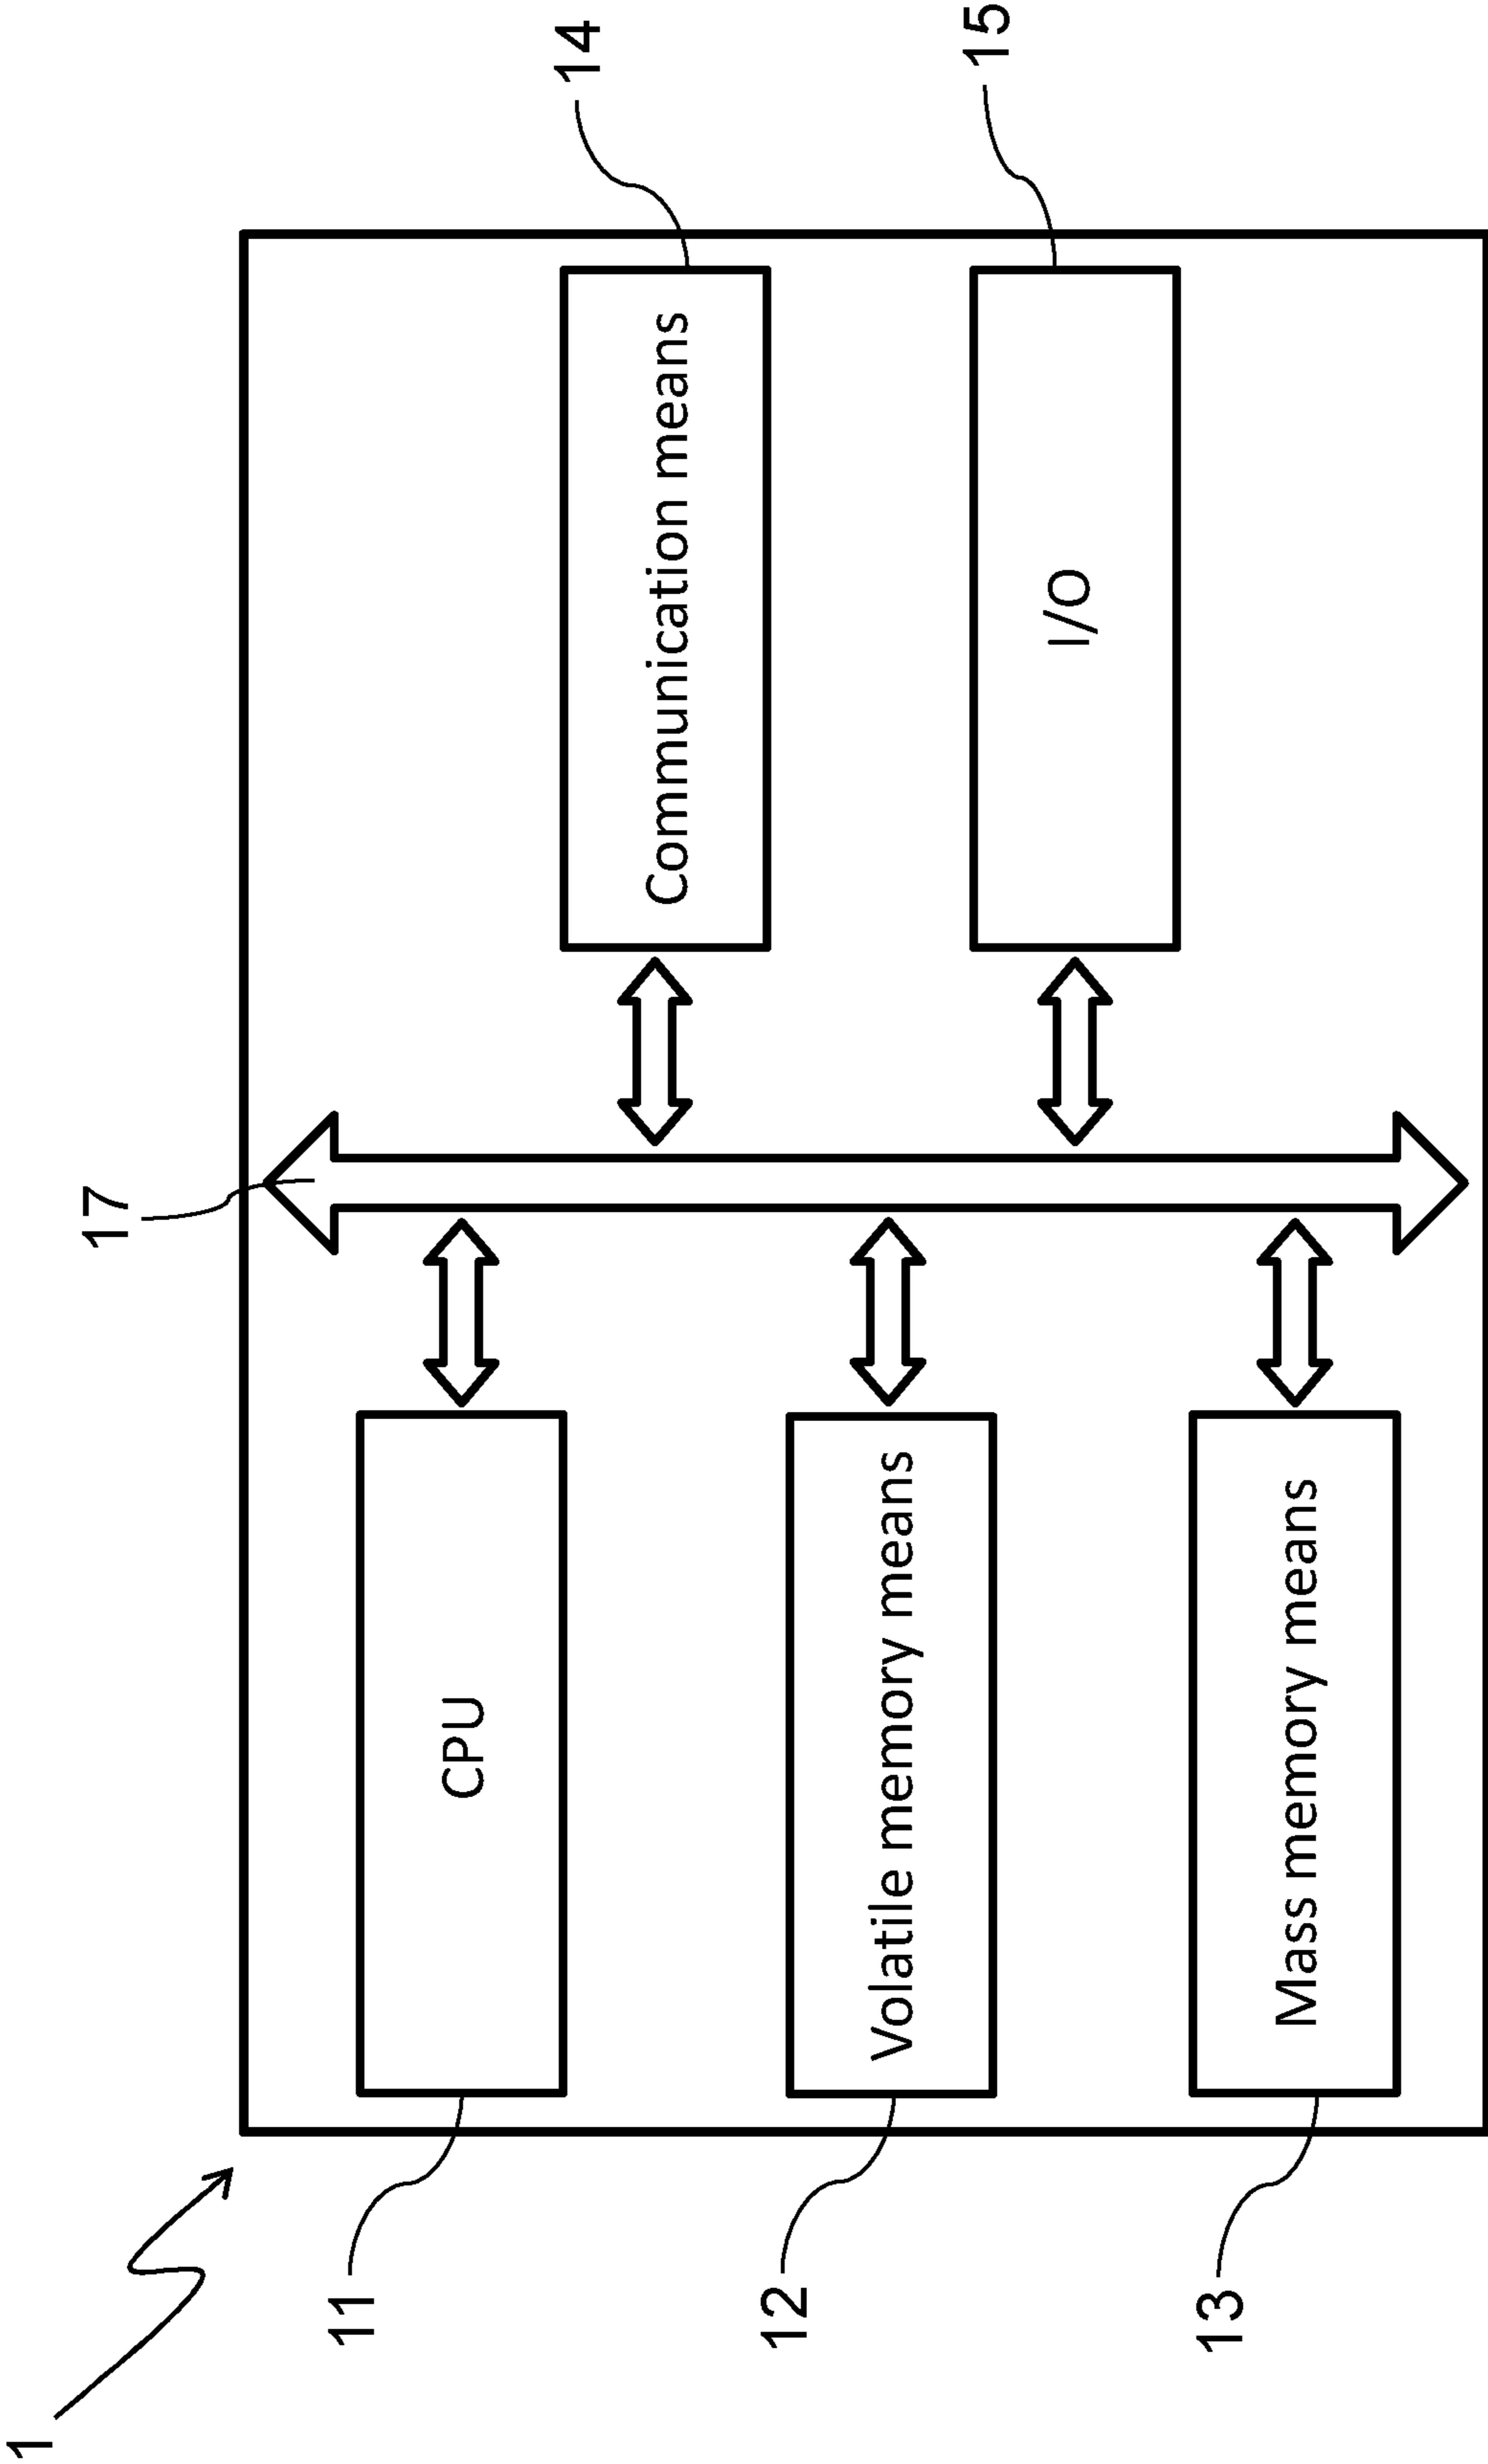 1
17
11
CPU
14
Communication means
12
Volatile memory means
15
I/O
13
Mass memory means